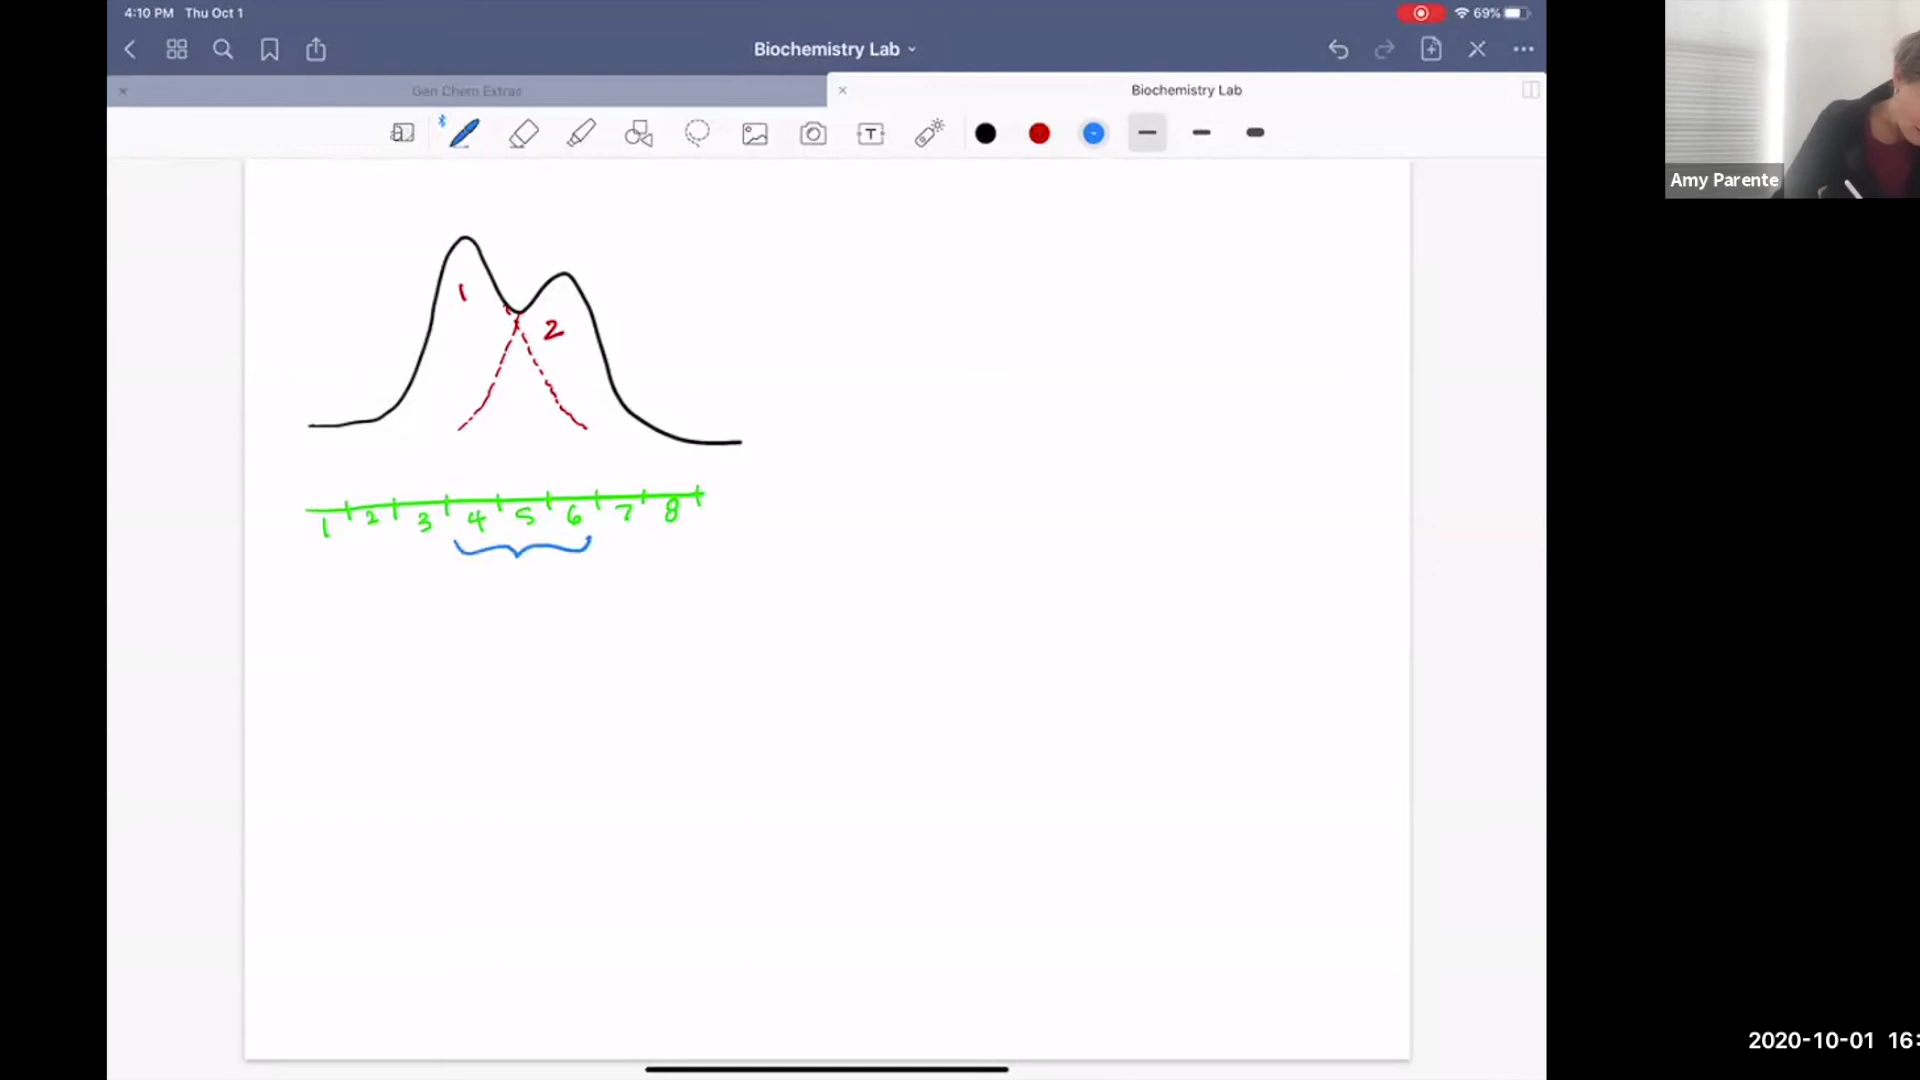 4:10 PM Thu Oct 1
69%
Biochemistry Lab
Gen Chem Extras
Biochemistry Lab
T
Amy Parente
1
2
1 2 3 4 5 6 7 8
2020-10-01 16: